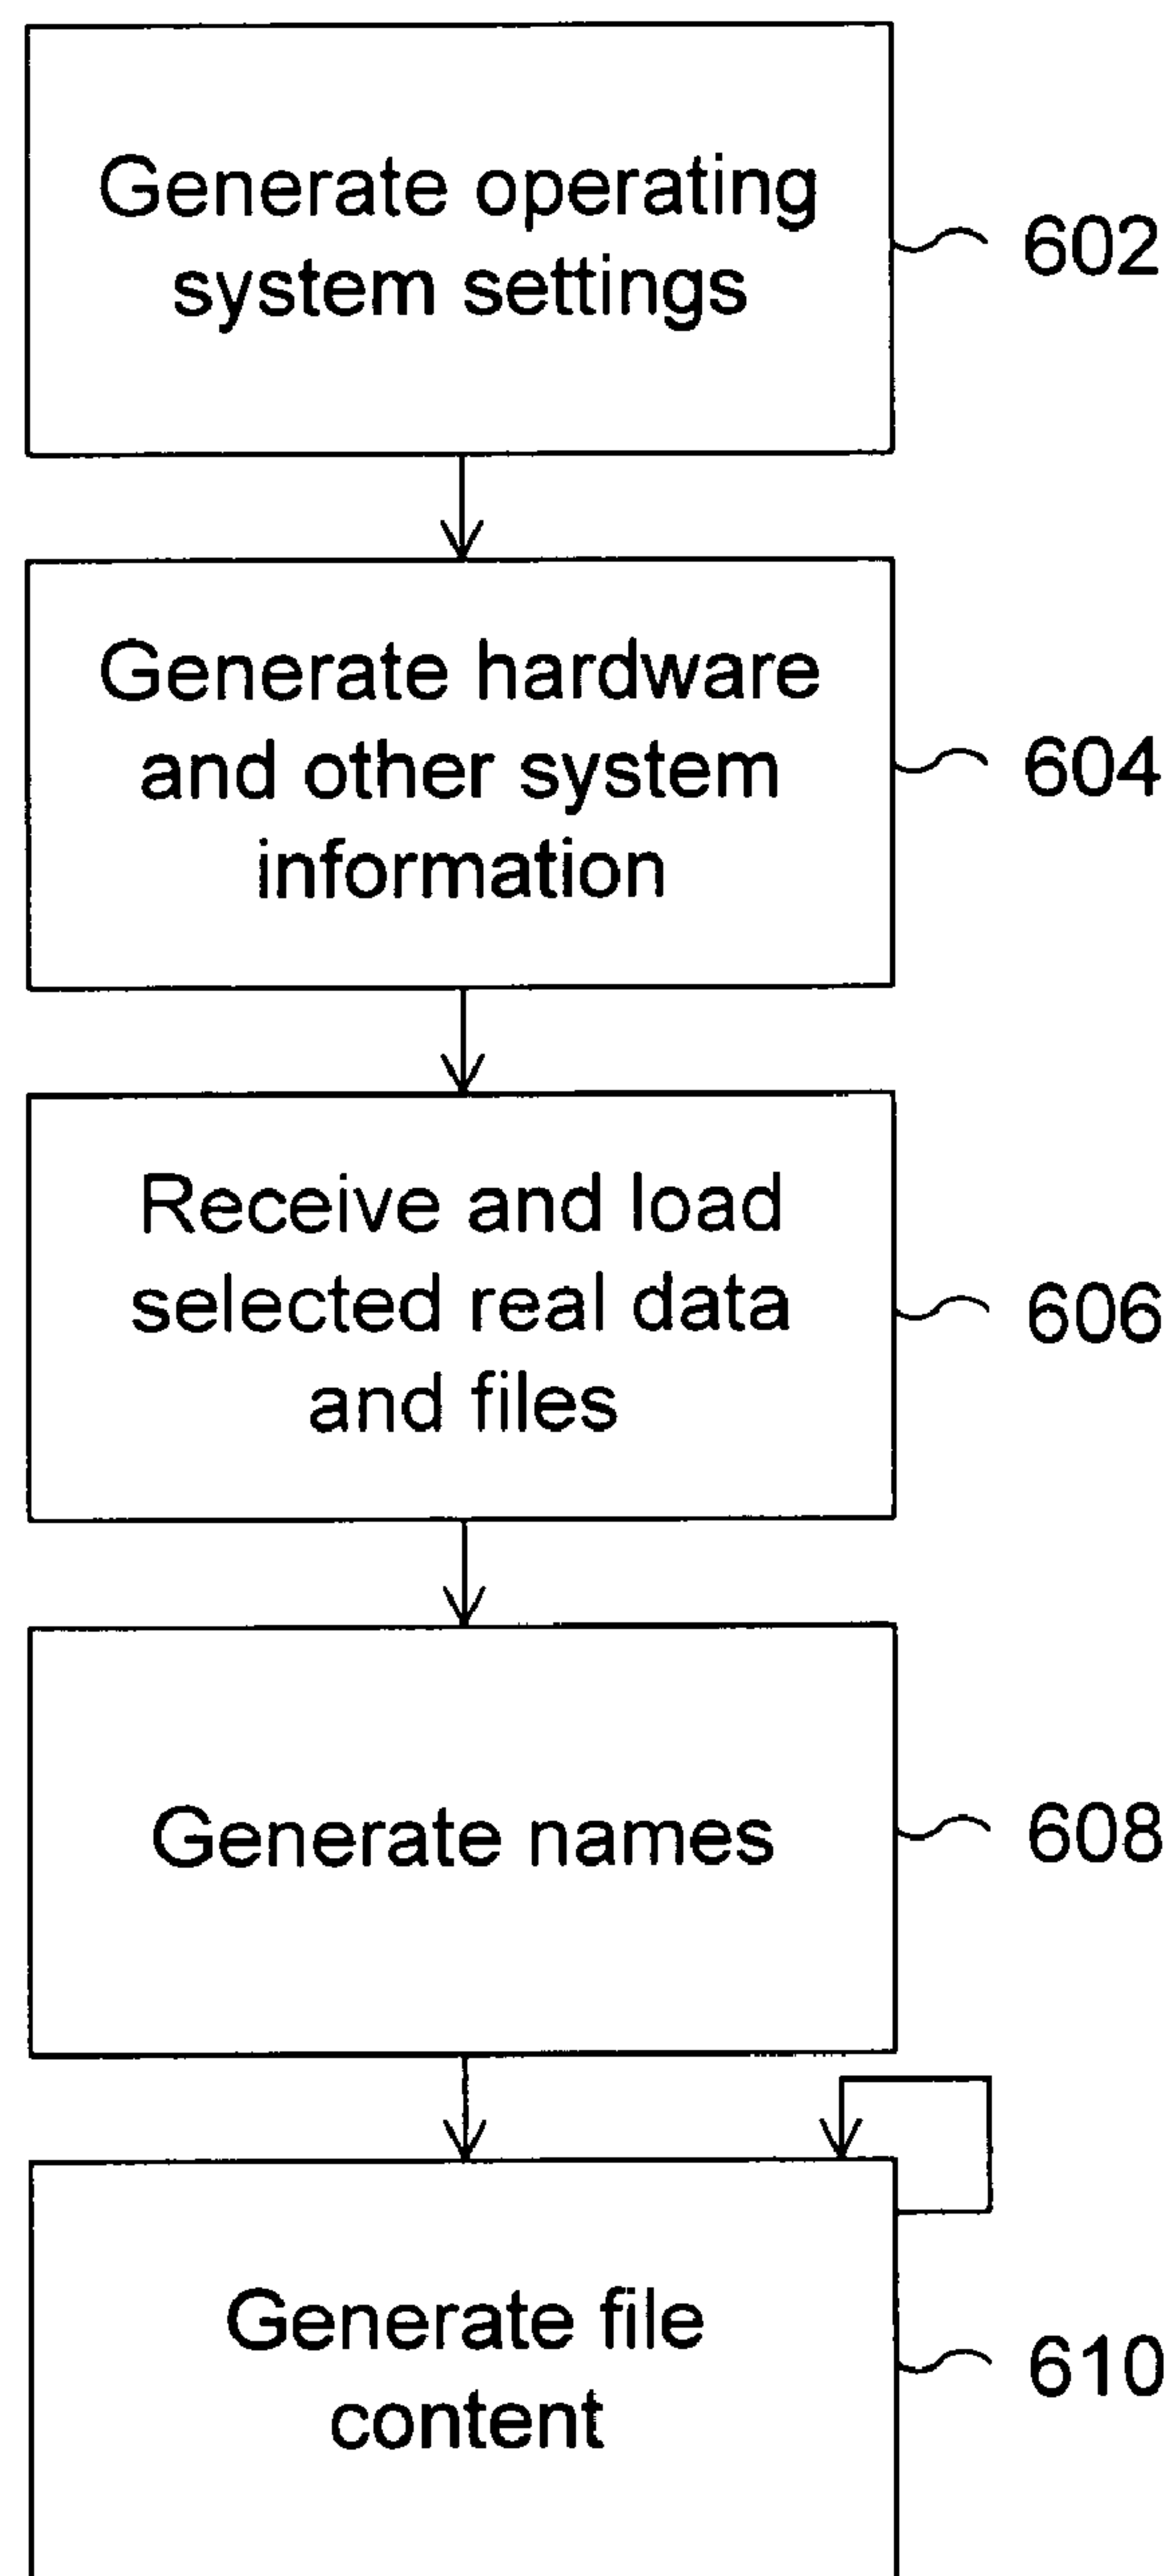 Generate operating
system settings
602
Generate hardware
and other system
information
604
Receive and load
selected real data
and files
606
Generate names
608
Generate file
content
610